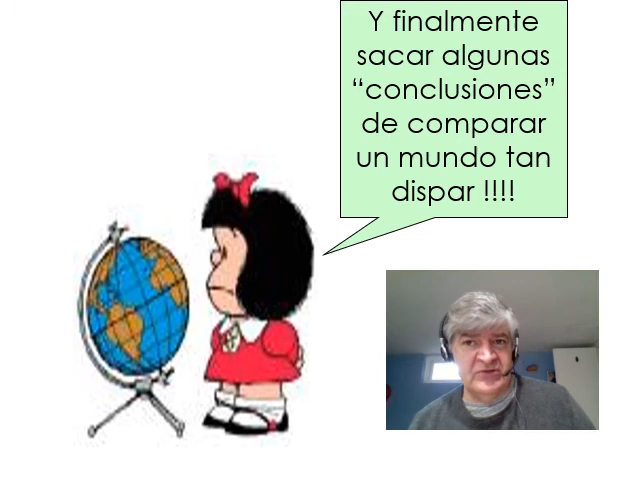 Y finalmente
sacar algunas
“conclusiones”
de comparar
un mundo tan
dispar !!!!